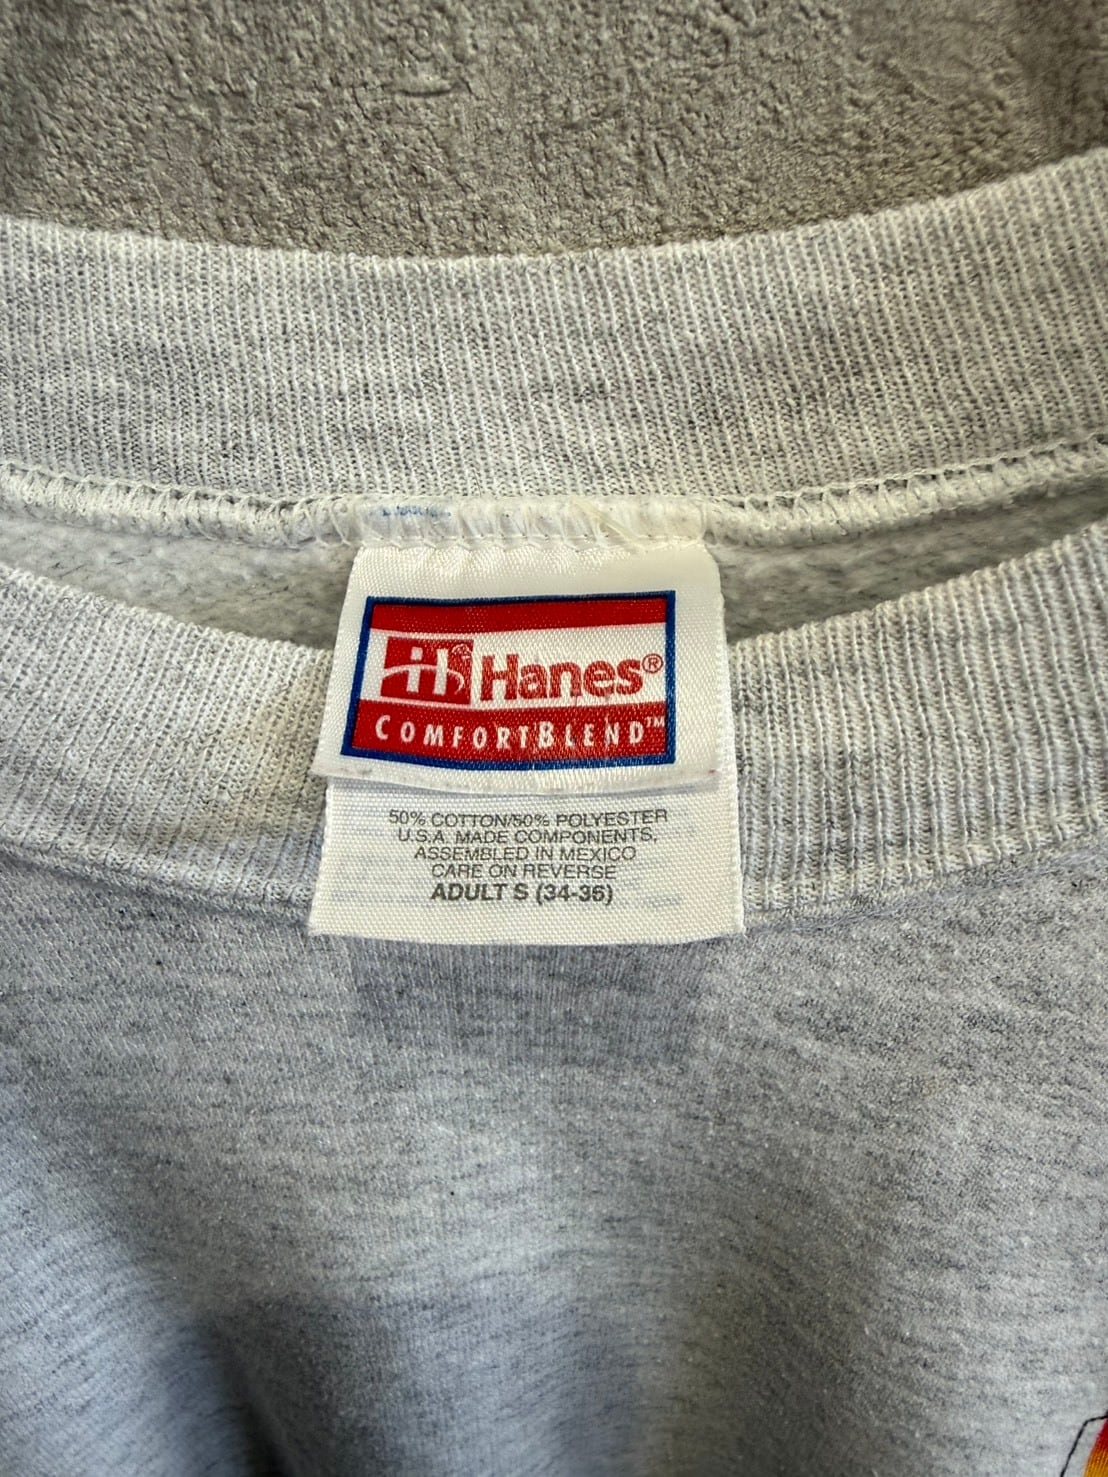 Hanes®
COMFORTBLEND™
50% COTTON/50% POLYESTER
U.S.A. MADE COMPONENTS,
ASSEMBLED IN MEXICO
CARE ON REVERSE
ADULT S (34-36)